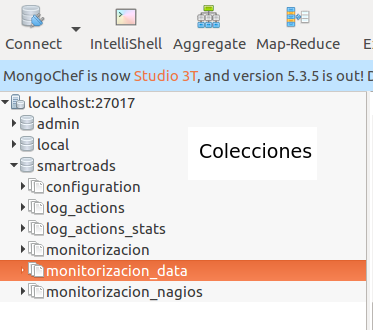 Connect IntelliShell Aggregate Map-Reduce
MongoChef is now Studio 3T, and version 5.3.5 is out!
localhost:27017
admin
local
Colecciones
smartroads
configuration
log_actions
log_actions_stats
monitorizacion
monitorizacion_data
monitorizacion_nagios